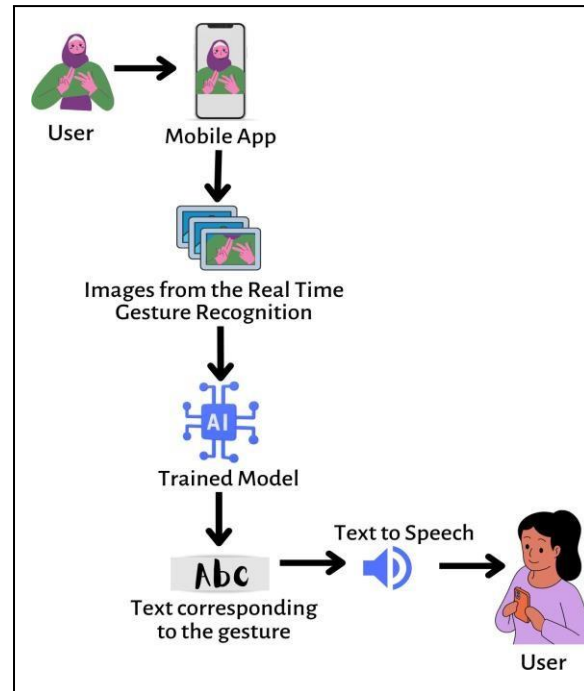 User
Mobile App
Images from the Real Time
Gesture Recognition
AI
Trained Model
Text to Speech
Abc
Text corresponding
to the gesture
User